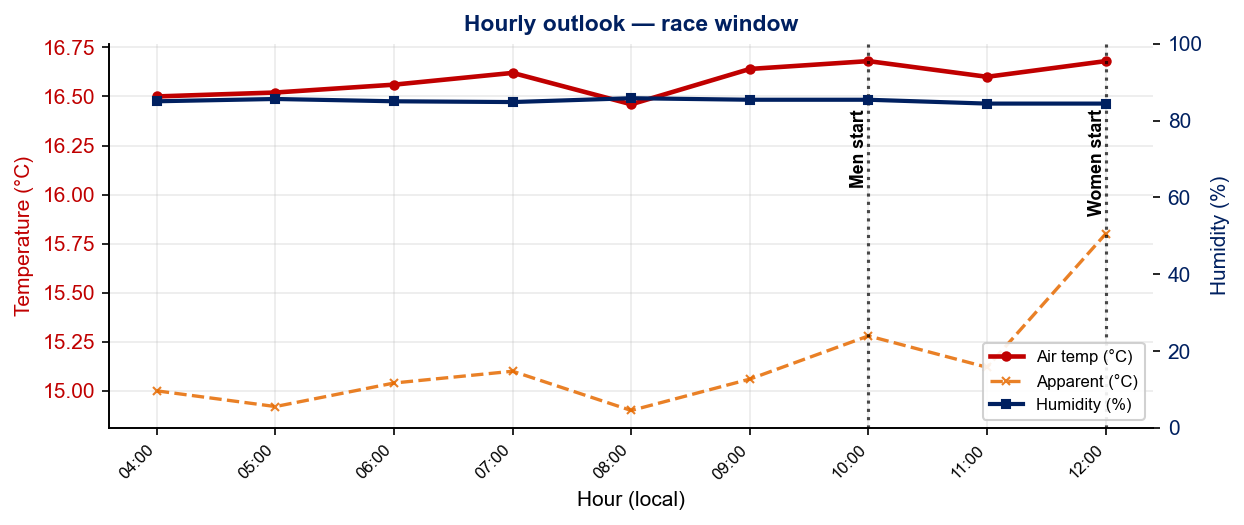 Hourly outlook — race window
Temperature (°C)
16.75
16.50
16.25
16.00
15.75
15.50
15.25
15.00
Men start
Women start
100
80
60
40
20
0
Humidity (%)
Air temp (°C)
Apparent (°C)
Humidity (%)
04:00
05:00
06:00
07:00
08:00
09:00
10:00
11:00
12:00
Hour (local)